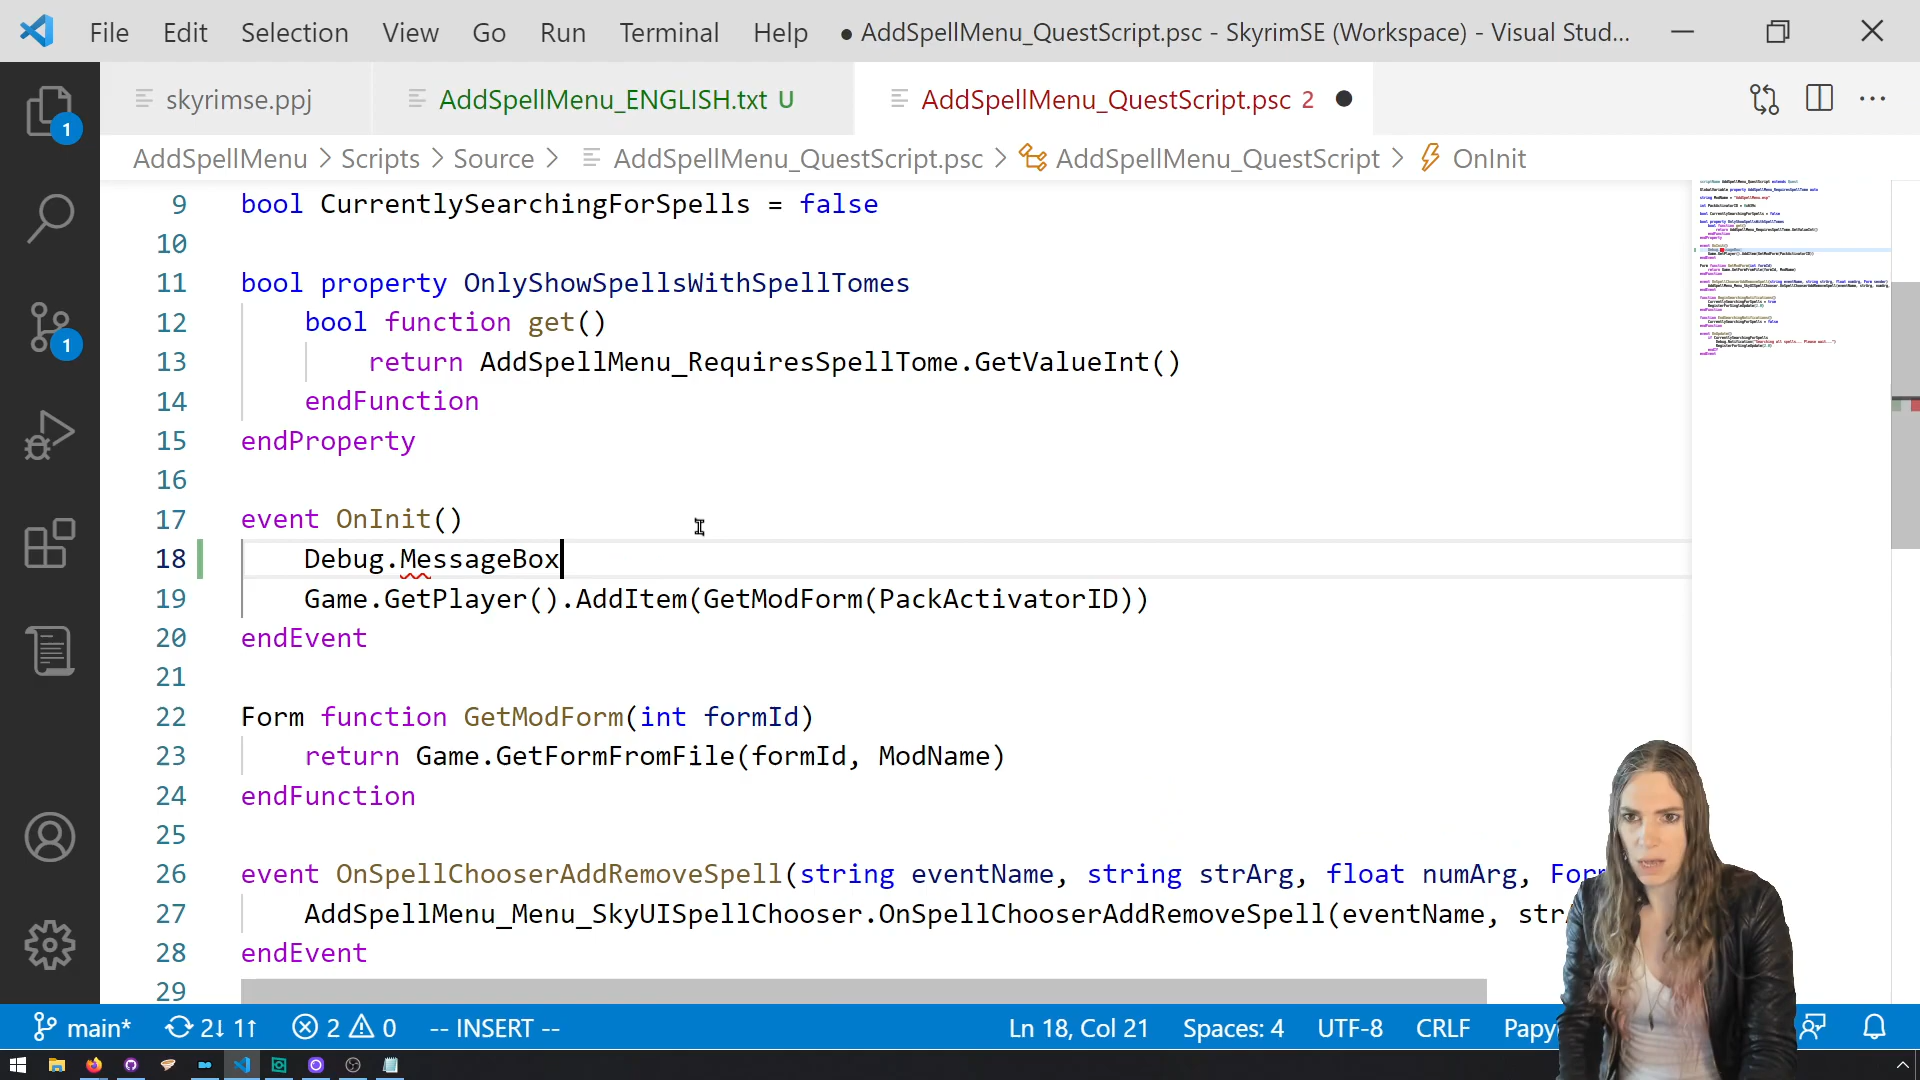 File Edit Selection View Go Run Terminal Help ● AddSpellMenu_QuestScript.psc - SkyrimSE (Workspace) - Visual Stud...
skyrimse.ppj AddSpellMenu_ENGLISH.txt U AddSpellMenu_QuestScript.psc 2
AddSpellMenu > Scripts > Source > AddSpellMenu_QuestScript.psc > AddSpellMenu_QuestScript > OnInit
9 bool CurrentlySearchingForSpells = false
10
11 bool property OnlyShowSpellsWithSpellTomes
12 bool function get()
13 return AddSpellMenu_RequiresSpellTome.GetValueInt()
14 endFunction
15 endProperty
16
17 event OnInit()
18 Debug.MessageBox
19 Game.GetPlayer().AddItem(GetModForm(PackActivatorID))
20 endEvent
21
22 Form function GetModForm(int formId)
23 return Game.GetFormFromFile(formId, ModName)
24 endFunction
25
26 event OnSpellChooserAddRemoveSpell(string eventName, string strArg, float numArg, For
27 AddSpellMenu_Menu_SkyUISpellChooser.OnSpellChooserAddRemoveSpell(eventName, str
28 endEvent
29
1
1
main* 2↓ 1↑ 2 0 -- INSERT -- Ln 18, Col 21 Spaces: 4 UTF-8 CRLF Papy